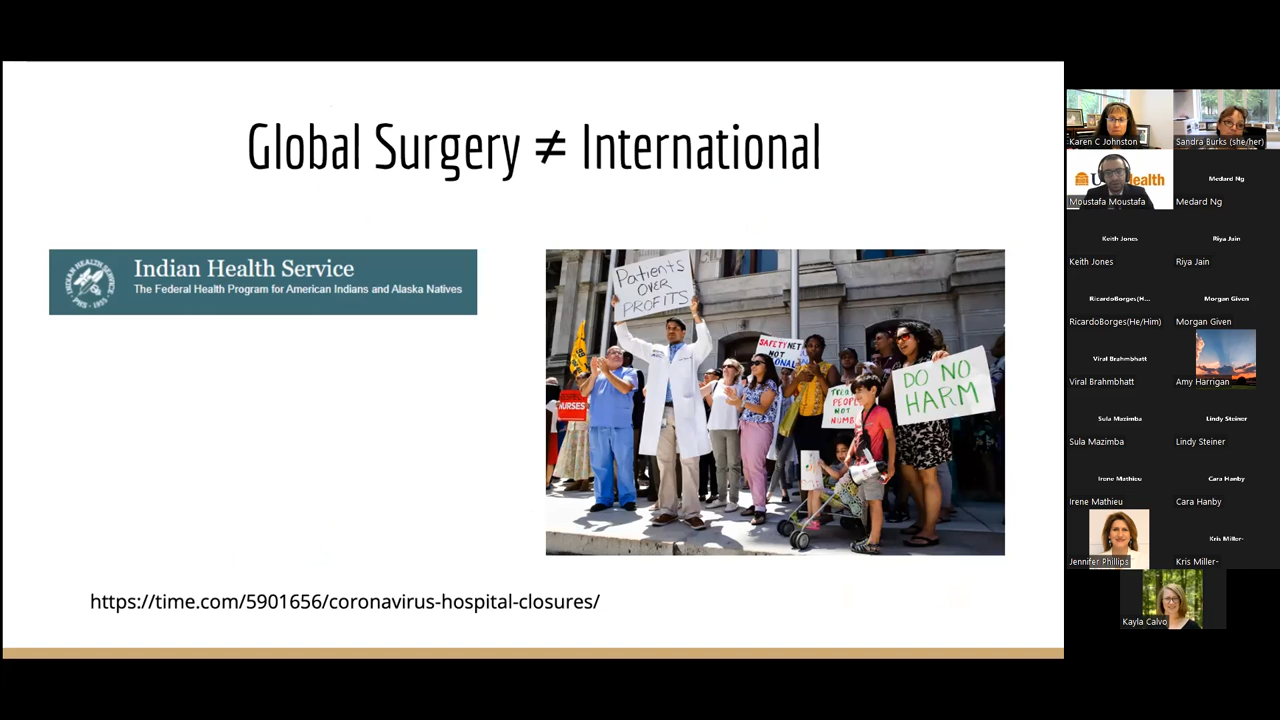 Global Surgery ≠ International
Indian Health Service
The Federal Health Program for American Indians and Alaska Natives
INDIAN HEALTH SERVICE
Patients
OVER
PROFITS
SAFETY NET
NOT
NURSES
PEOPLE
NOT
DO NO
HARM
https://time.com/5901656/coronavirus-hospital-closures/
Karen C Johnston
Sandra Burks (she/her)
Health
Moustafa Moustafa
Medard Ng
Medard Ng
Keith Jones
Riya Jain
Keith Jones
Riya Jain
RicardoBorges(H...
Morgan Given
RicardoBorges(He/Him)
Morgan Given
Viral Brahmbhatt
Viral Brahmbhatt
Amy Harrigan
Sula Mazimba
Lindy Steiner
Sula Mazimba
Lindy Steiner
Irene Mathieu
Cara Hanby
Irene Mathieu
Cara Hanby
Kris Miller-
Jennifer Phillips
Kris Miller-
Kayla Calvo